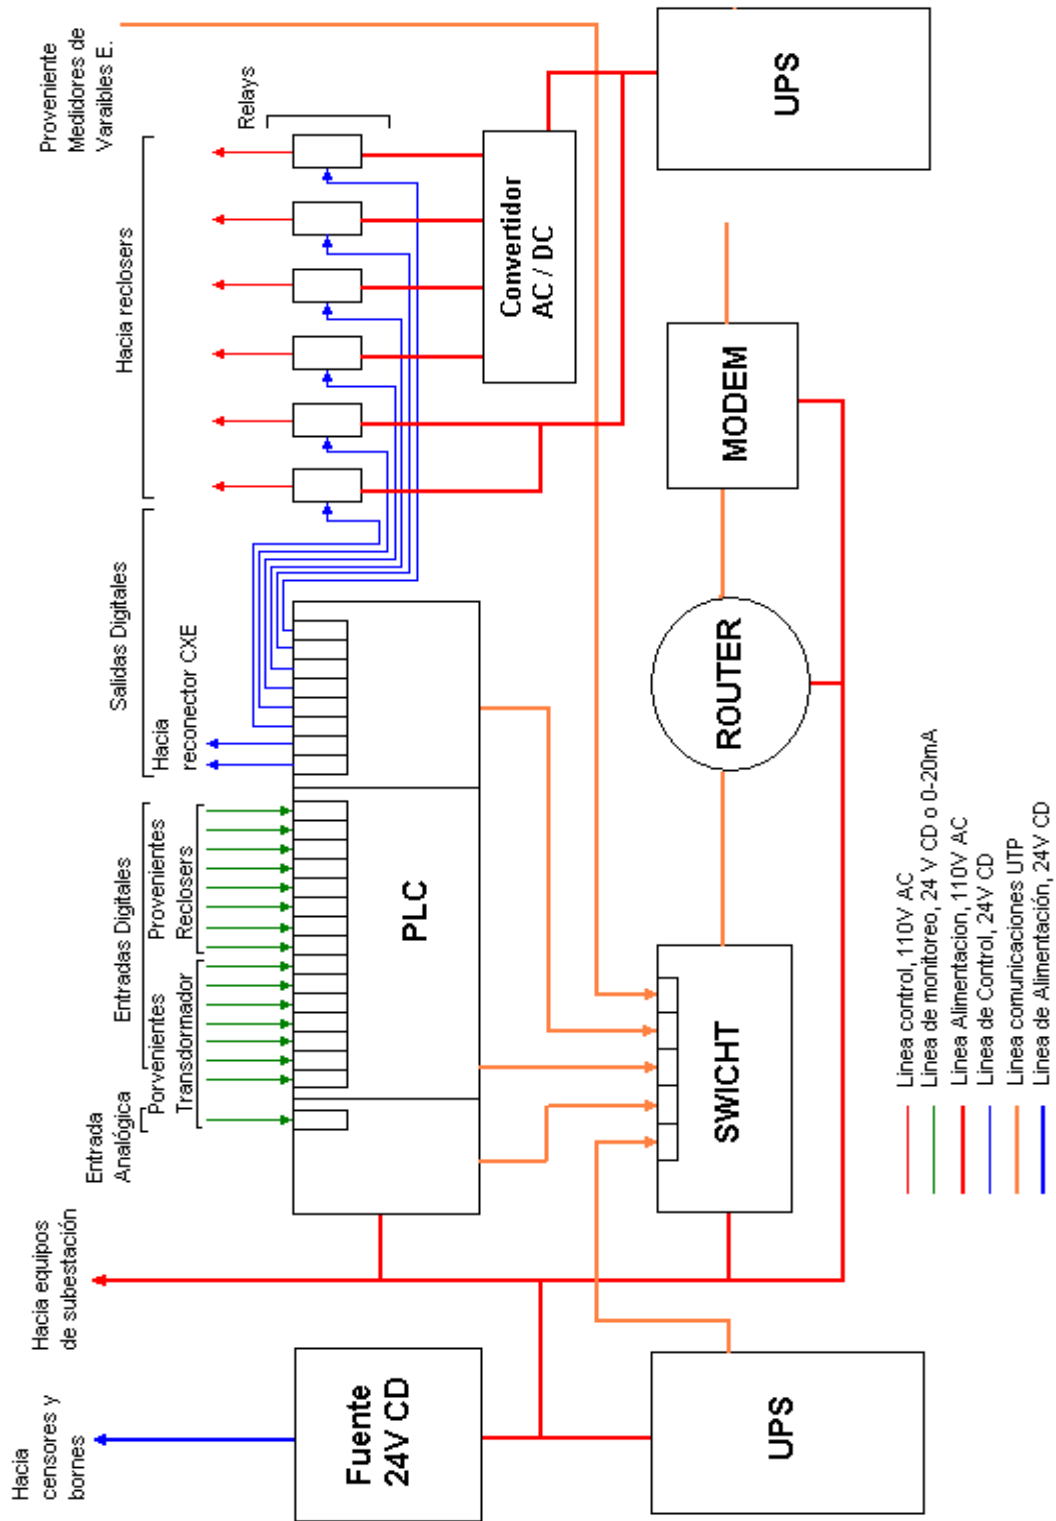 Hacia
censores y
bornes
Hacia equipos
de subestación
Entrada
Analógica
Entradas Digitales
Porvenientes
Transdormador
Provenientes
Reclosers
Salidas Digitales
Hacia
reconector CXE
Hacia reclosers
Relays
Proveniente
Medidores de
Varaibles E.
Fuente
24V CD
PLC
Convertidor
AC / DC
UPS
SWICHT
ROUTER
MODEM
UPS
Linea control, 110V AC
Linea de monitoreo, 24 V CD o 0-20mA
Linea Alimentacion, 110V AC
Linea de Control, 24V CD
Linea comunicaciones UTP
Linea de Alimentación, 24V CD